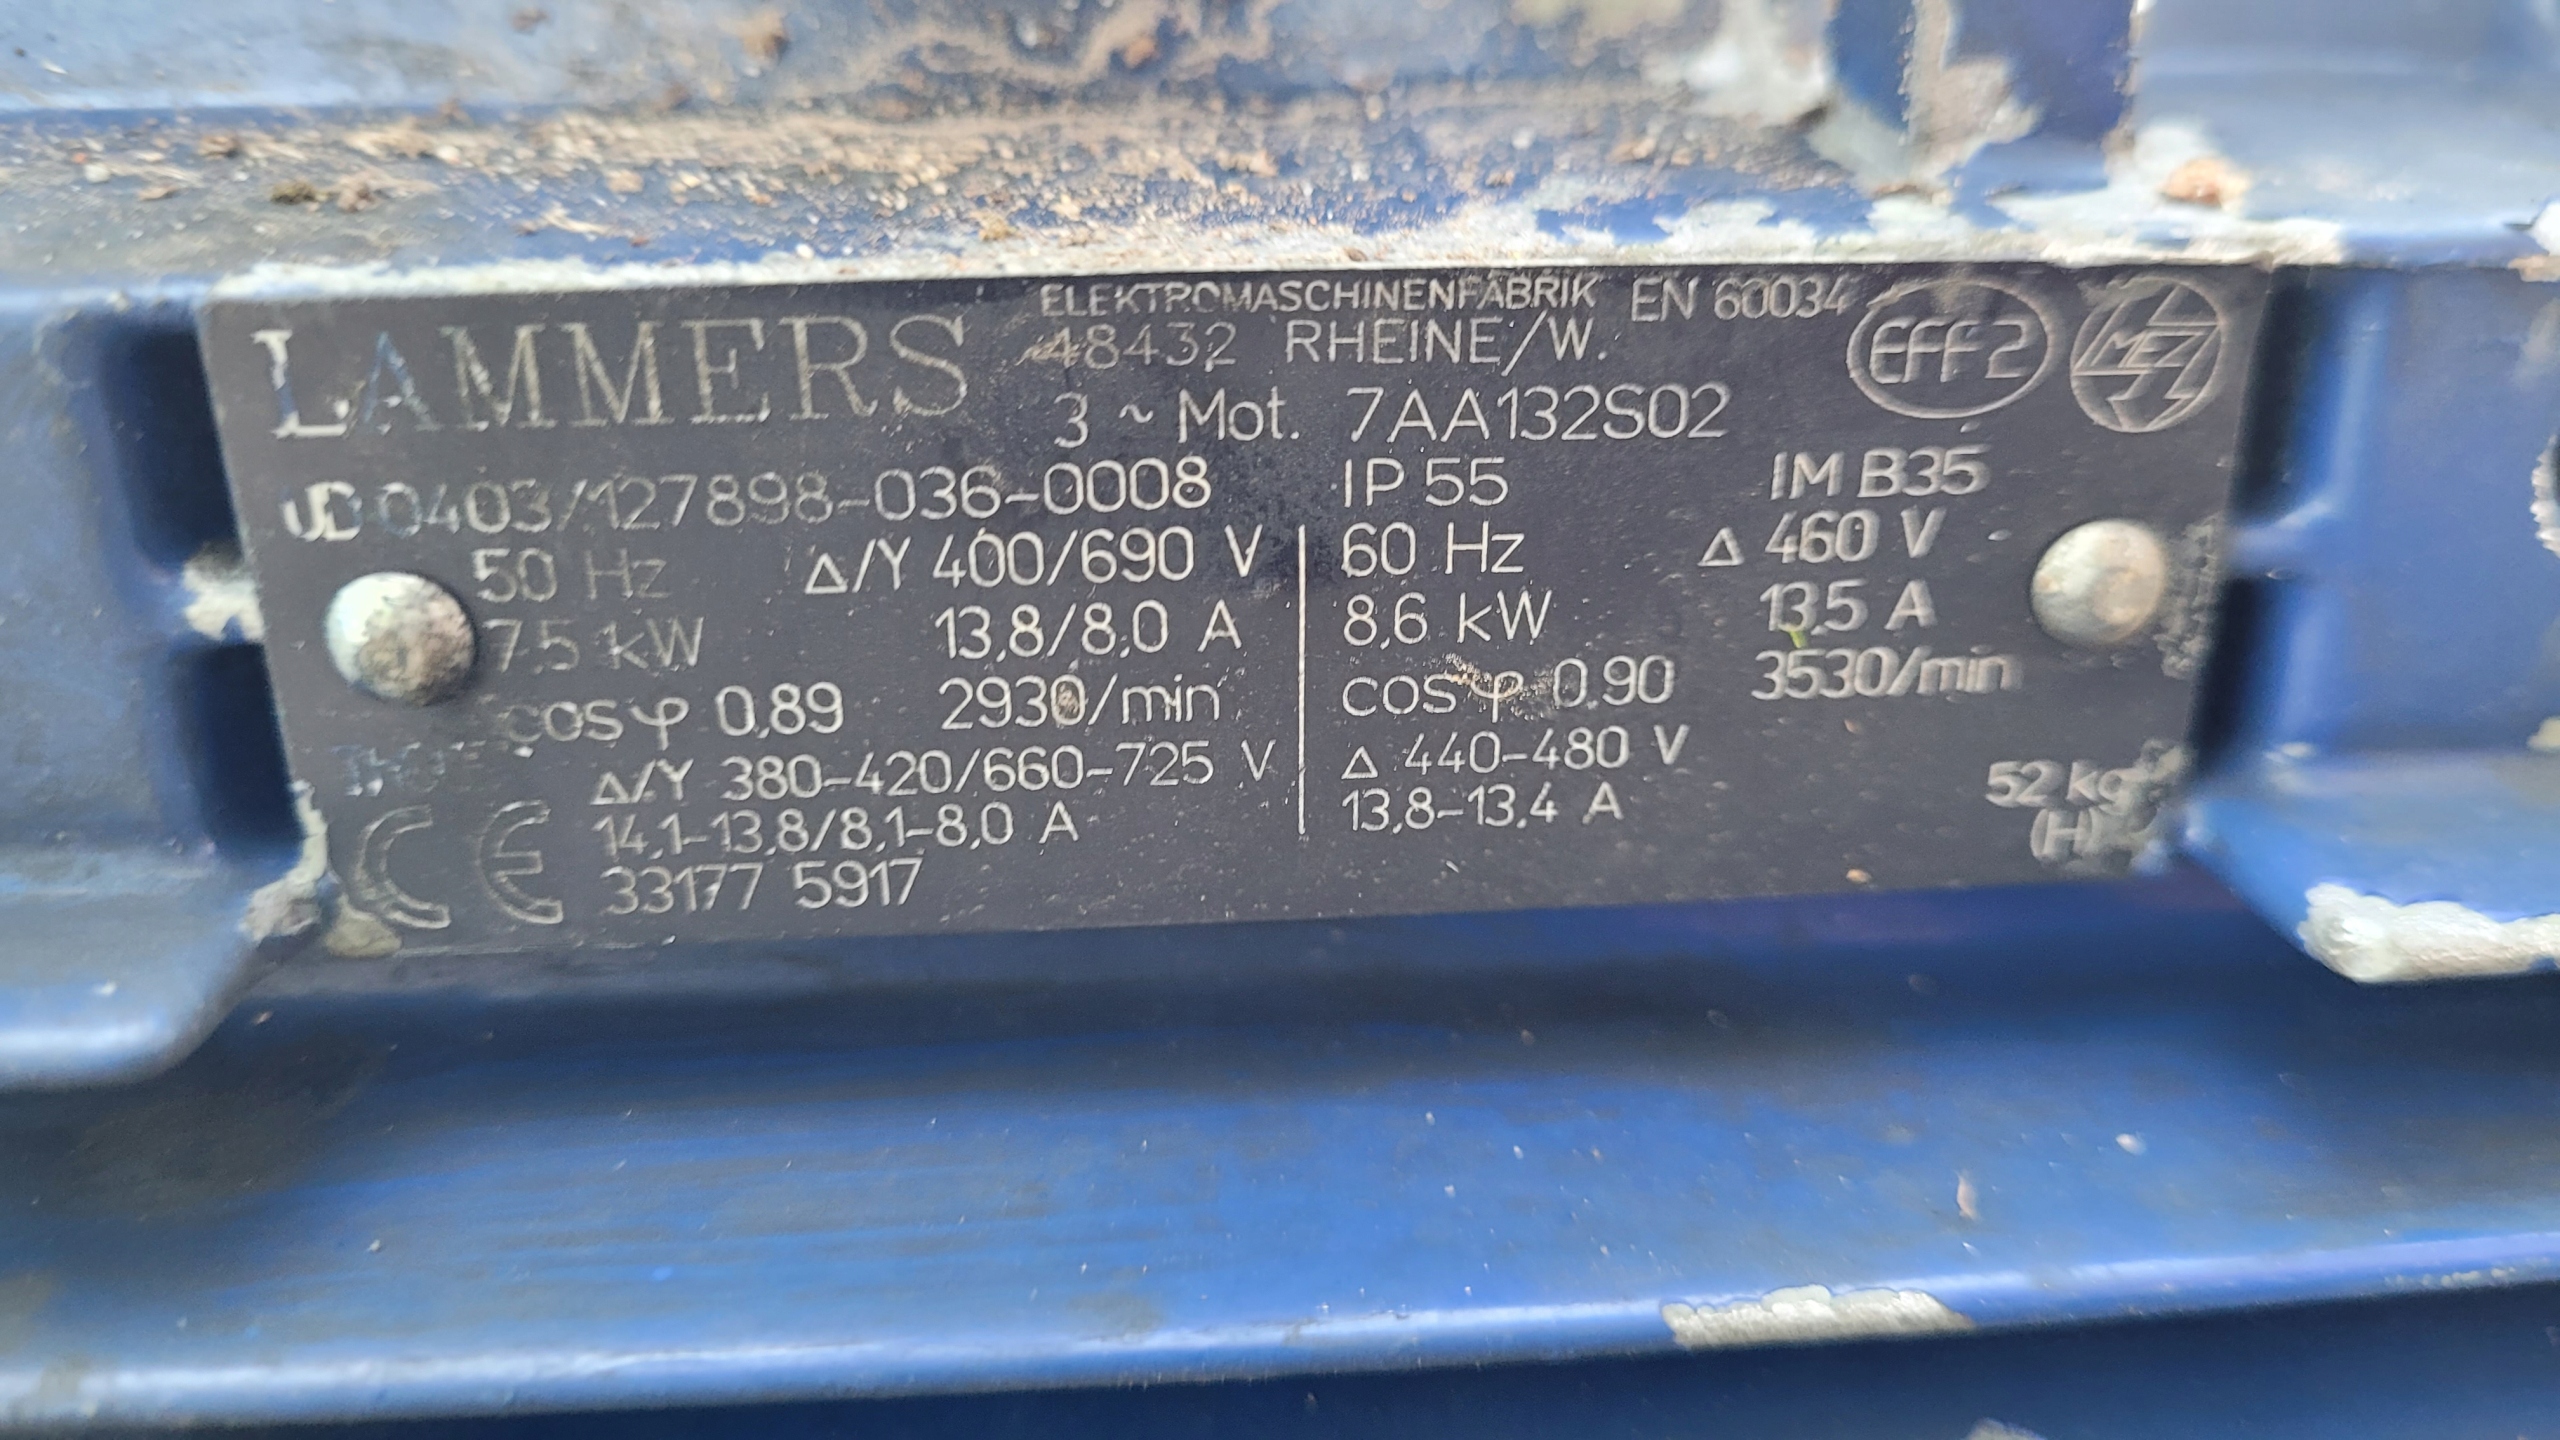 LAMMERS
ELEKTROMASCHINENFABRIK EN 60034
48432 RHEINE/W.
EFF2
MEZ
3 ~ Mot. 7AA132S02
UD 0403/127898-036-0008 IP 55 IM B35
50 Hz Δ/Y 400/690 V 60 Hz Δ 460 V
7,5 kW 13,8/8,0 A 8,6 kW 13,5 A
cos φ 0,89 2930/min cos φ 0,90 3530/min
Δ/Y 380-420/660-725 V Δ 440-480 V
14,1-13,8/8,1-8,0 A 13,8-13,4 A
52 kg
(H)
CE 33177 5917